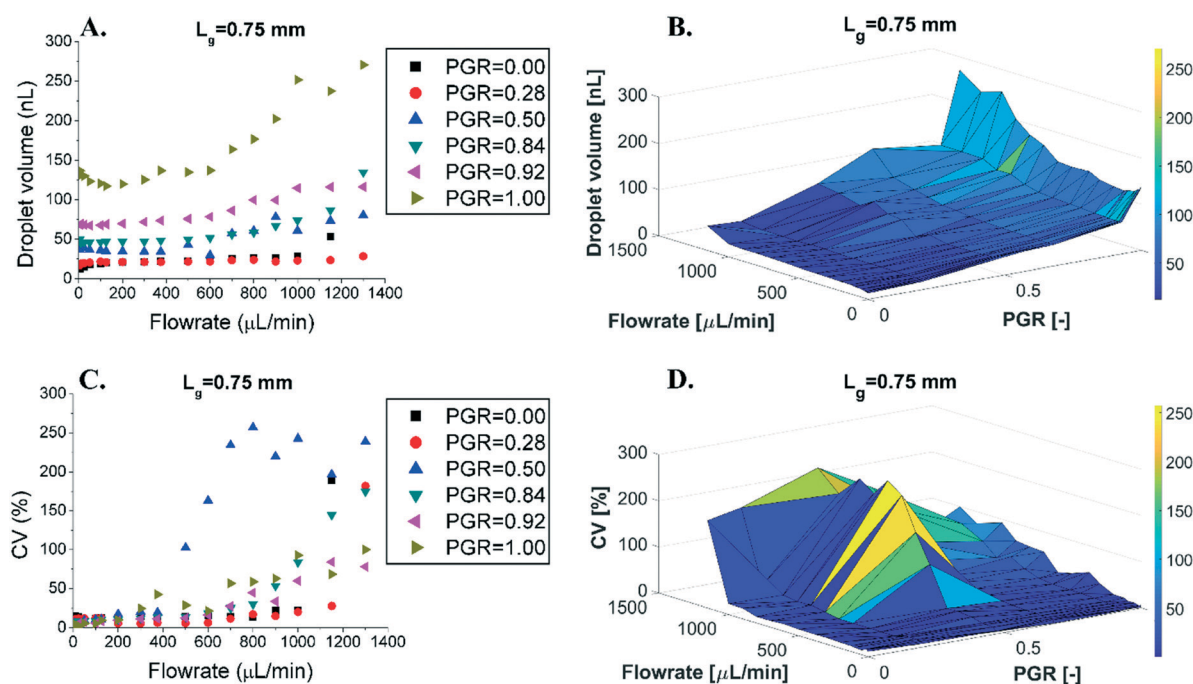 A.
L_g=0.75 mm
Droplet volume (nL)
300
250
200
150
100
50
0
0 200 400 600 800 1000 1200 1400
Flowrate (μL/min)
PGR=0.00
PGR=0.28
PGR=0.50
PGR=0.84
PGR=0.92
PGR=1.00
B.
L_g=0.75 mm
Droplet volume [nL]
300
200
100
0
1500
1000
500
0
Flowrate [μL/min]
0
0.5
PGR [-]
250
200
150
100
50
C.
L_g=0.75 mm
CV (%)
300
250
200
150
100
50
0
0 200 400 600 800 1000 1200 1400
Flowrate (μL/min)
PGR=0.00
PGR=0.28
PGR=0.50
PGR=0.84
PGR=0.92
PGR=1.00
D.
L_g=0.75 mm
CV [%]
300
200
100
0
1500
1000
500
0
Flowrate [μL/min]
0
0.5
PGR [-]
250
200
150
100
50